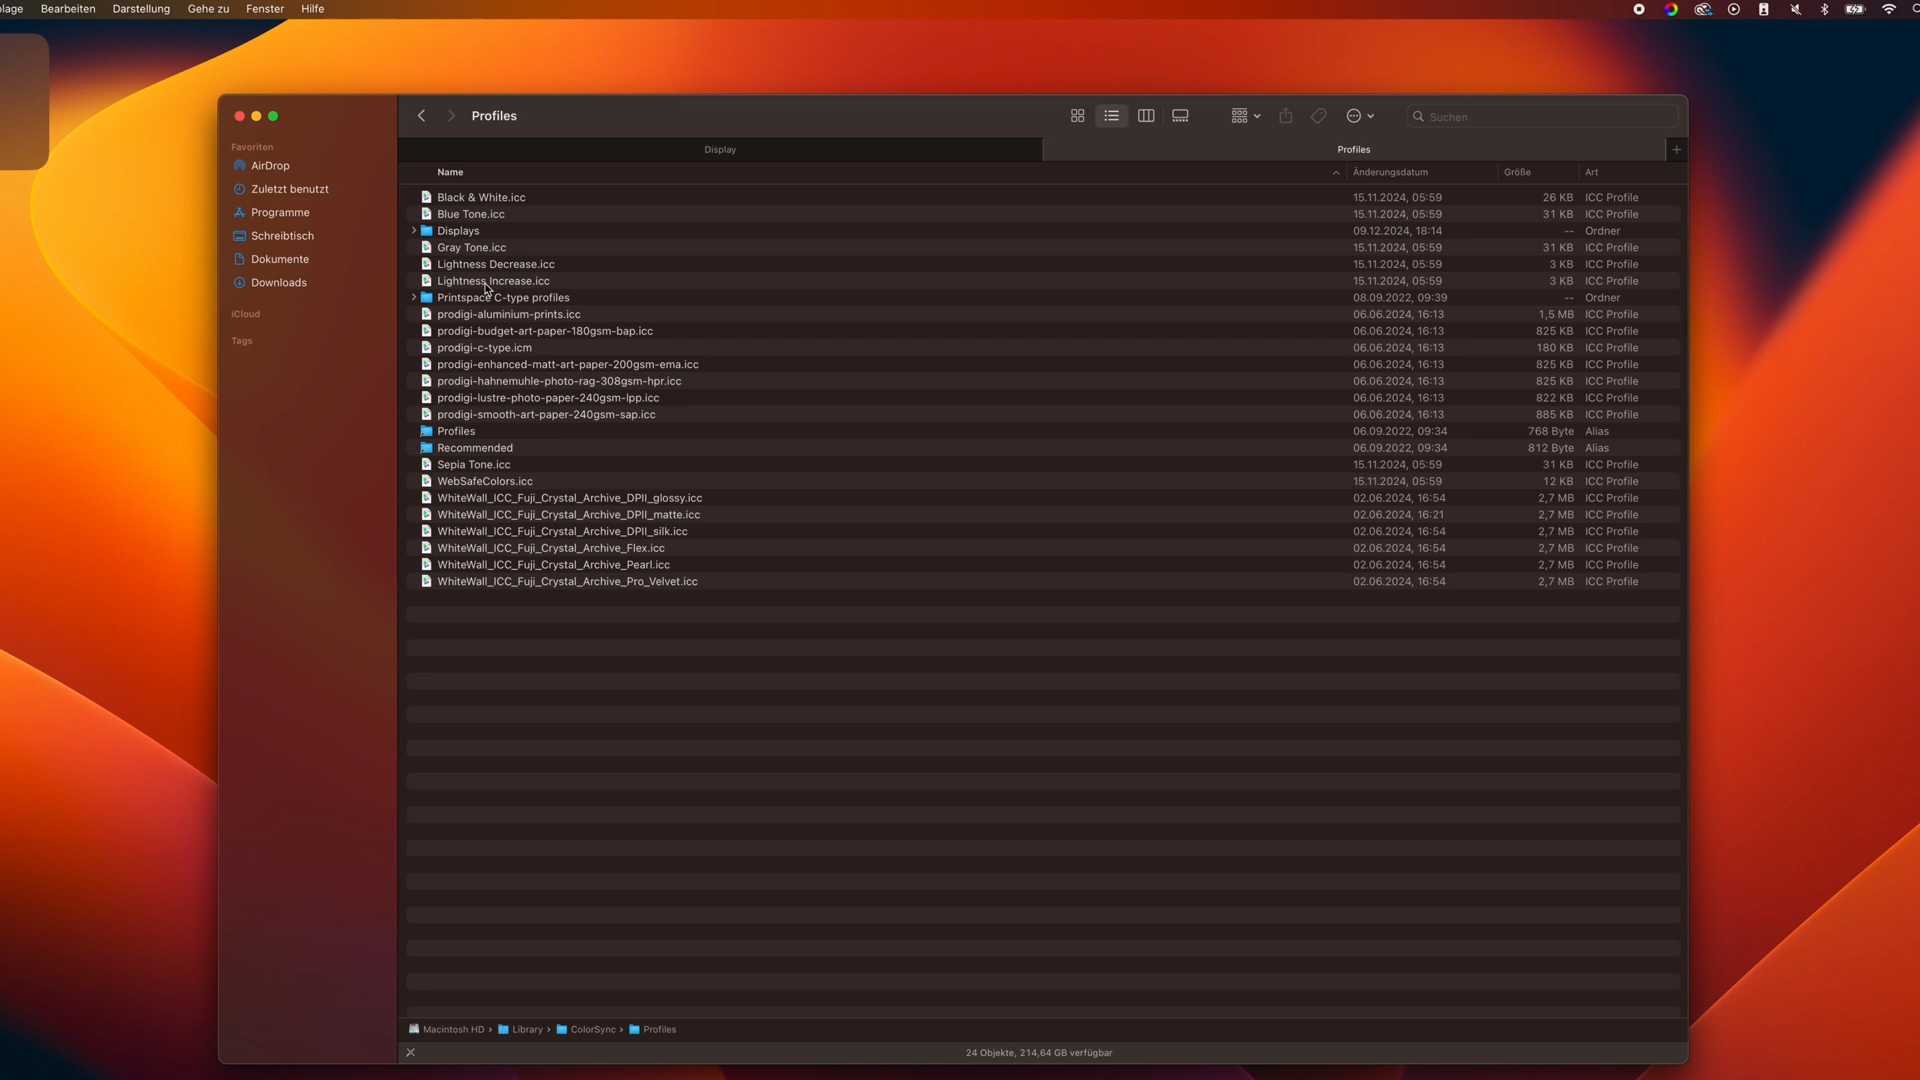 Bearbeiten Darstellung Gehe zu Fenster Hilfe
Profiles
Suchen
Favoriten
AirDrop
Zuletzt benutzt
Programme
Schreibtisch
Dokumente
Downloads
iCloud
Tags
Display Profiles
Name Änderungsdatum Größe Art
Black & White.icc 15.11.2024, 05:59 26 KB ICC Profile
Blue Tone.icc 15.11.2024, 05:59 31 KB ICC Profile
Displays 09.12.2024, 18:14 -- Ordner
Gray Tone.icc 15.11.2024, 05:59 31 KB ICC Profile
Lightness Decrease.icc 15.11.2024, 05:59 3 KB ICC Profile
Lightness Increase.icc 15.11.2024, 05:59 3 KB ICC Profile
Printspace C-type profiles 08.09.2022, 09:39 -- Ordner
prodigi-aluminium-prints.icc 06.06.2024, 16:13 1,5 MB ICC Profile
prodigi-budget-art-paper-180gsm-bap.icc 06.06.2024, 16:13 825 KB ICC Profile
prodigi-c-type.icm 06.06.2024, 16:13 180 KB ICC Profile
prodigi-enhanced-matt-art-paper-200gsm-ema.icc 06.06.2024, 16:13 825 KB ICC Profile
prodigi-hahnemuhle-photo-rag-308gsm-hpr.icc 06.06.2024, 16:13 825 KB ICC Profile
prodigi-lustre-photo-paper-240gsm-lpp.icc 06.06.2024, 16:13 822 KB ICC Profile
prodigi-smooth-art-paper-240gsm-sap.icc 06.06.2024, 16:13 885 KB ICC Profile
Profiles 06.09.2022, 09:34 768 Byte Alias
Recommended 06.09.2022, 09:34 812 Byte Alias
Sepia Tone.icc 15.11.2024, 05:59 31 KB ICC Profile
WebSafeColors.icc 15.11.2024, 05:59 12 KB ICC Profile
WhiteWall_ICC_Fuji_Crystal_Archive_DPII_glossy.icc 02.06.2024, 16:54 2,7 MB ICC Profile
WhiteWall_ICC_Fuji_Crystal_Archive_DPII_matte.icc 02.06.2024, 16:21 2,7 MB ICC Profile
WhiteWall_ICC_Fuji_Crystal_Archive_DPII_silk.icc 02.06.2024, 16:54 2,7 MB ICC Profile
WhiteWall_ICC_Fuji_Crystal_Archive_Flex.icc 02.06.2024, 16:54 2,7 MB ICC Profile
WhiteWall_ICC_Fuji_Crystal_Archive_Pearl.icc 02.06.2024, 16:54 2,7 MB ICC Profile
WhiteWall_ICC_Fuji_Crystal_Archive_Pro_Velvet.icc 02.06.2024, 16:54 2,7 MB ICC Profile
Macintosh HD › Library › ColorSync › Profiles
24 Objekte, 214,64 GB verfügbar